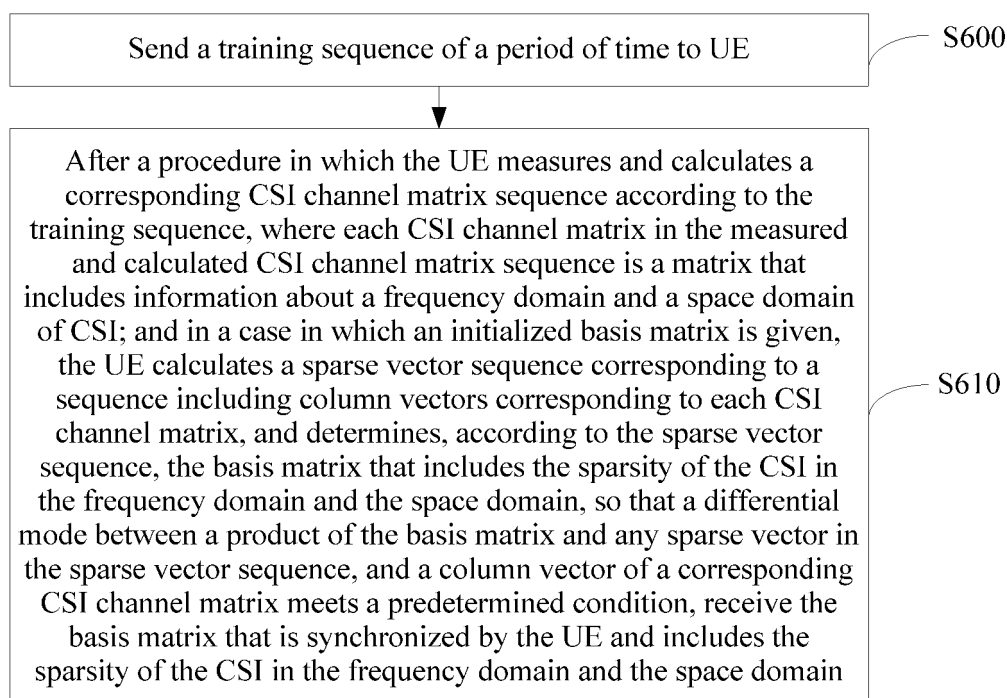 Send a training sequence of a period of time to UE
S600
After a procedure in which the UE measures and calculates a
corresponding CSI channel matrix sequence according to the
training sequence, where each CSI channel matrix in the measured
and calculated CSI channel matrix sequence is a matrix that
includes information about a frequency domain and a space domain
of CSI; and in a case in which an initialized basis matrix is given,
the UE calculates a sparse vector sequence corresponding to a
sequence including column vectors corresponding to each CSI
channel matrix, and determines, according to the sparse vector
sequence, the basis matrix that includes the sparsity of the CSI in
the frequency domain and the space domain, so that a differential
mode between a product of the basis matrix and any sparse vector in
the sparse vector sequence, and a column vector of a corresponding
CSI channel matrix meets a predetermined condition, receive the
basis matrix that is synchronized by the UE and includes the
sparsity of the CSI in the frequency domain and the space domain
S610